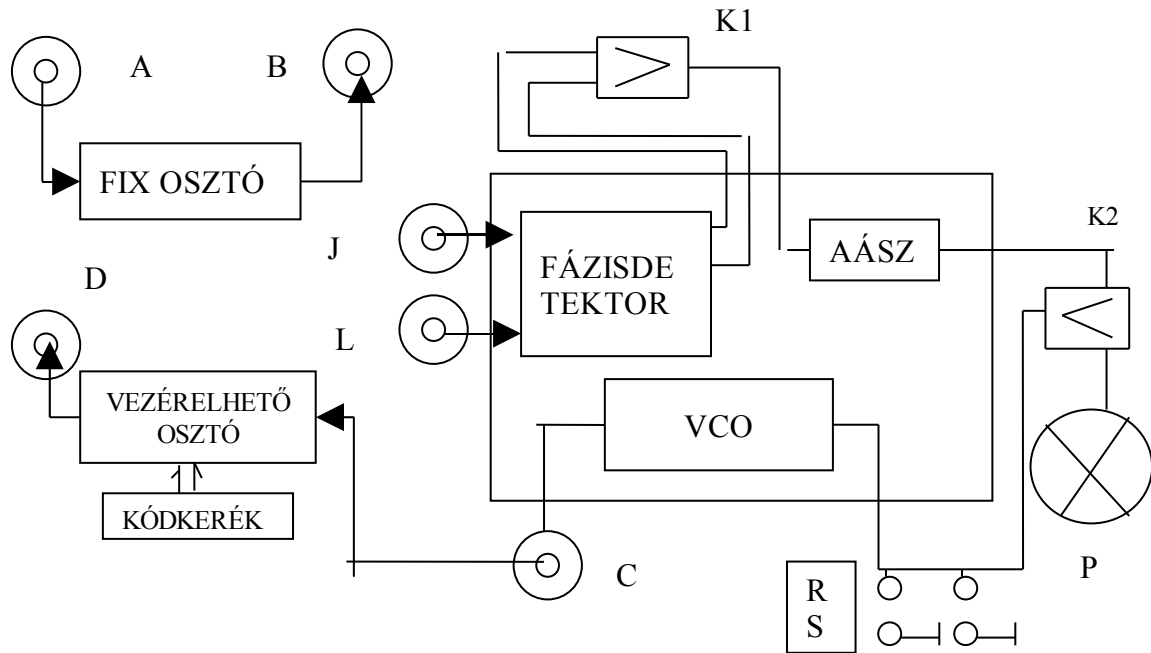 K1
A
B
FIX OSZTÓ
K2
J
AÁSZ
FÁZISDE
TEKTOR
D
L
VEZÉRELHETŐ
OSZTÓ
VCO
KÓDKERÉK
C
P
R
S